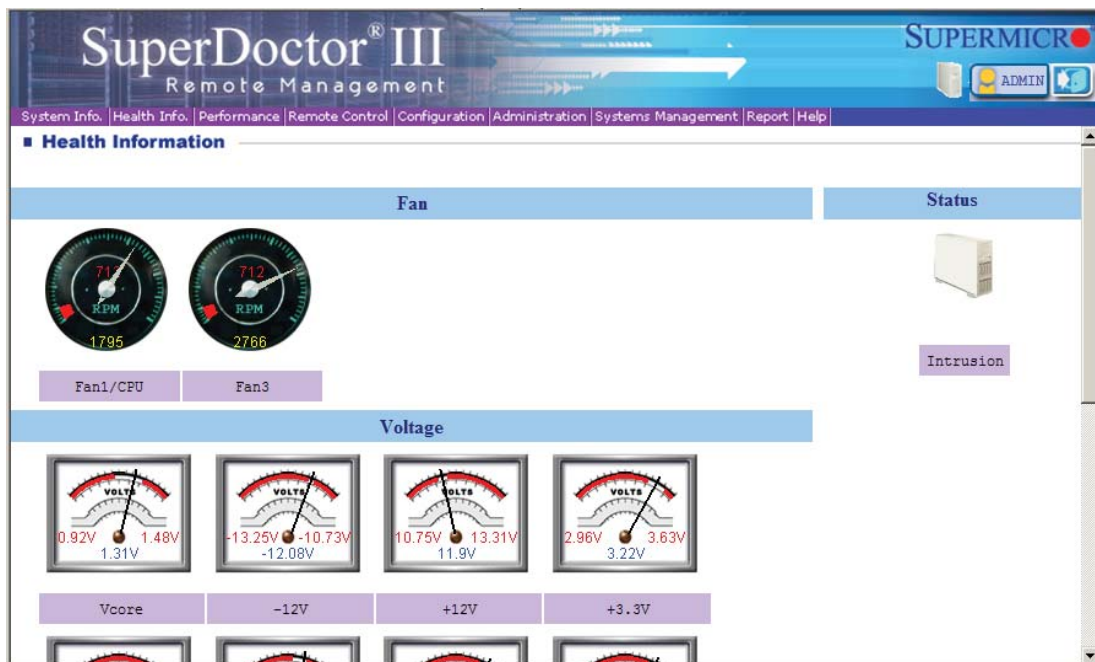 SuperDoctor® III
Remote Management
SUPERMICR
ADMIN
System Info. Health Info. Performance Remote Control Configuration Administration Systems Management Report Help
Health Information
Fan
Status
712
RPM RPM
1795 2766
Fan1/CPU Fan3
Intrusion
Voltage
VOLTS VOLTS VOLTS VOLTS
0.92V 1.48V -13.25V -10.73V 10.75V 13.31V 2.96V 3.63V
1.31V -12.08V 11.9V 3.22V
Vcore -12V +12V +3.3V